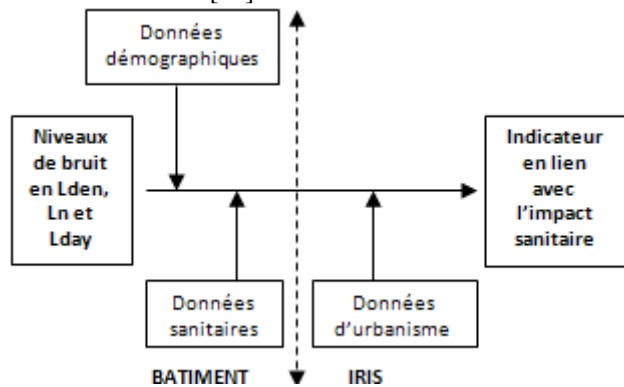 Données
démographiques
Niveaux
de bruit
en Lden,
Ln et
Lday
Indicateur
en lien
avec
l'impact
sanitaire
Données
sanitaires
Données
d'urbanisme
BATIMENT
IRIS